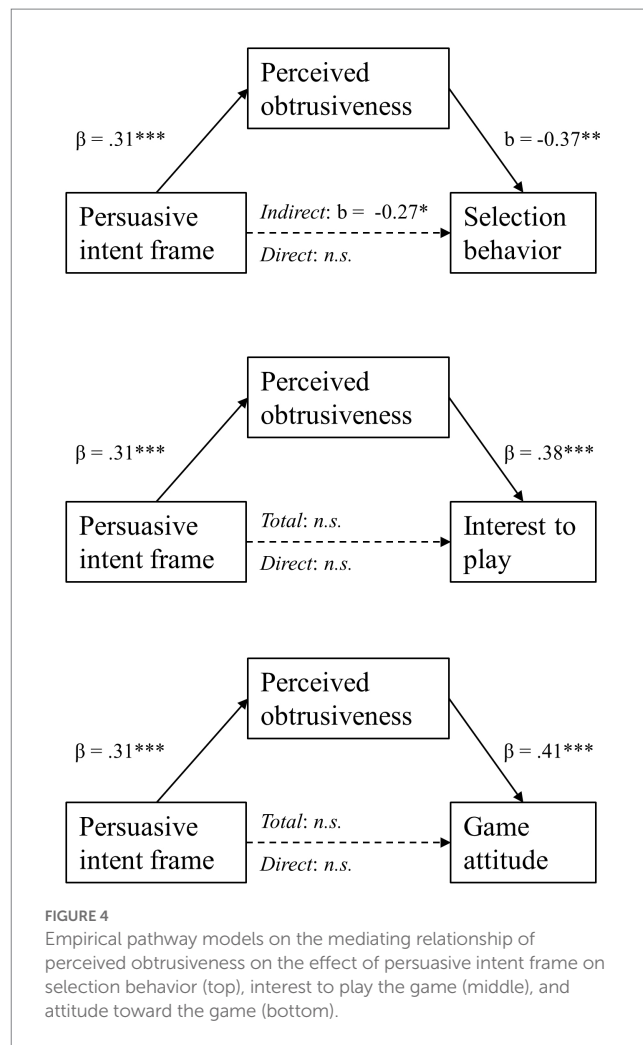 Perceived
obtrusiveness
β = .31***
b = -0.37**
Persuasive
intent frame
Indirect: b = -0.27*
Direct: n.s.
Selection
behavior
Perceived
obtrusiveness
β = .31***
β = .38***
Persuasive
intent frame
Total: n.s.
Direct: n.s.
Interest to
play
Perceived
obtrusiveness
β = .31***
β = .41***
Persuasive
intent frame
Total: n.s.
Direct: n.s.
Game
attitude
FIGURE 4
Empirical pathway models on the mediating relationship of
perceived obtrusiveness on the effect of persuasive intent frame on
selection behavior (top), interest to play the game (middle), and
attitude toward the game (bottom).